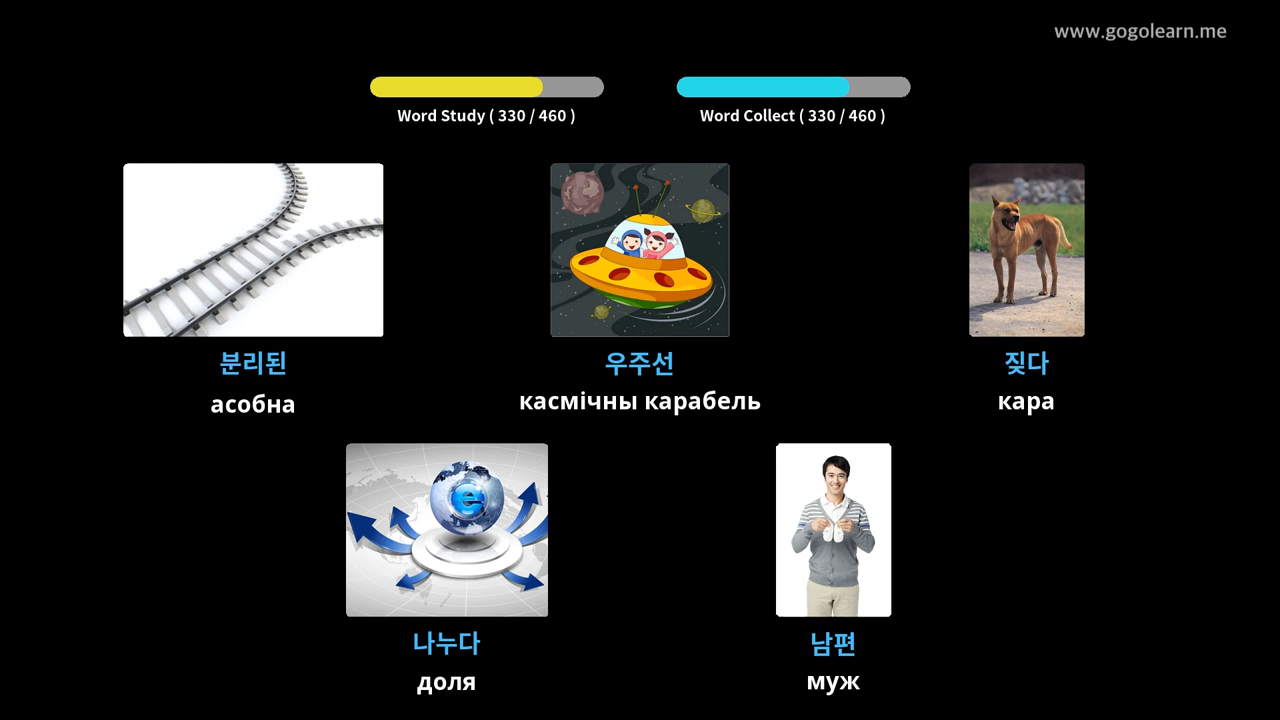 www.gogolearn.me
Word Study ( 330 / 460 )
Word Collect ( 330 / 460 )
분리된
асобна
우주선
касмічны карабель
짖다
кара
e
나누다
доля
남편
муж